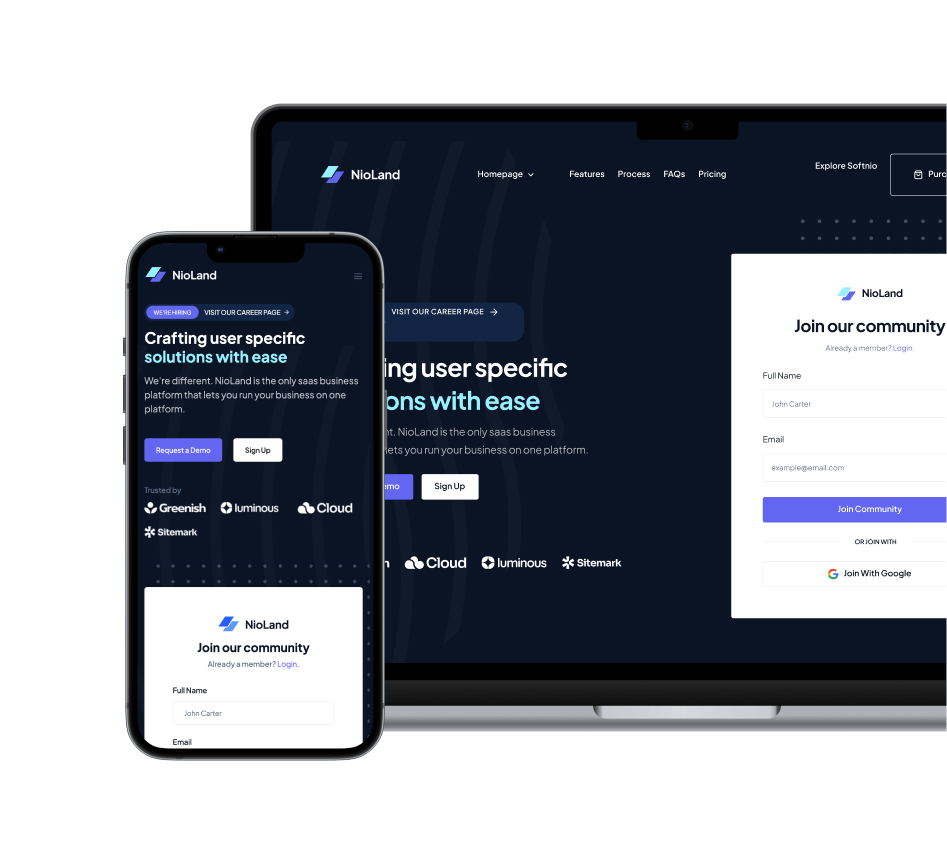 NioLand
Homepage
Features
Process
FAQs
Pricing
Explore Softnio
VISIT OUR CAREER PAGE
ing user specific
ons with ease
lets you run your business on one platform.
NioLand is the only saas business
emo
Sign Up
Cloud
luminous
Sitemark
NioLand
Join our community
Already a member? Login.
Full Name
John Carter
Email
example@email.com
Join Community
OR JOIN WITH
Join With Google
NioLand
WE'RE HIRING
VISIT OUR CAREER PAGE
Crafting user specific
solutions with ease
We're different. NioLand is the only saas business
platform that lets you run your business on one
platform.
Request a Demo
Sign Up
Trusted by
Greenish
luminous
Cloud
Sitemark
NioLand
Join our community
Already a member? Login.
Full Name
John Carter
Email